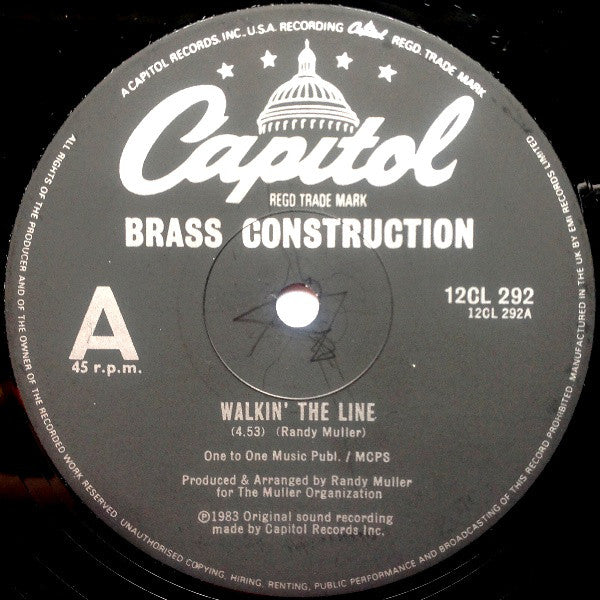 A CAPITOL RECORDS, INC., U.S.A. RECORDING Capitol REGD. TRADE MARK
Capitol
REGD TRADE MARK
BRASS CONSTRUCTION
A
45 r.p.m.
12CL 292
12CL 292A
WALKIN' THE LINE
(4.53) (Randy Muller)
One to One Music Publ. / MCPS
Produced & Arranged by Randy Muller
for The Muller Organization
℗1983 Original sound recording
made by Capitol Records Inc.
ALL RIGHTS OF THE PRODUCER AND OF THE OWNER OF THE RECORDED WORK RESERVED. UNAUTHORISED COPYING, HIRING, RENTING, PUBLIC PERFORMANCE AND BROADCASTING OF THIS RECORD PROHIBITED. MANUFACTURED IN THE UK BY EMI RECORDS LIMITED